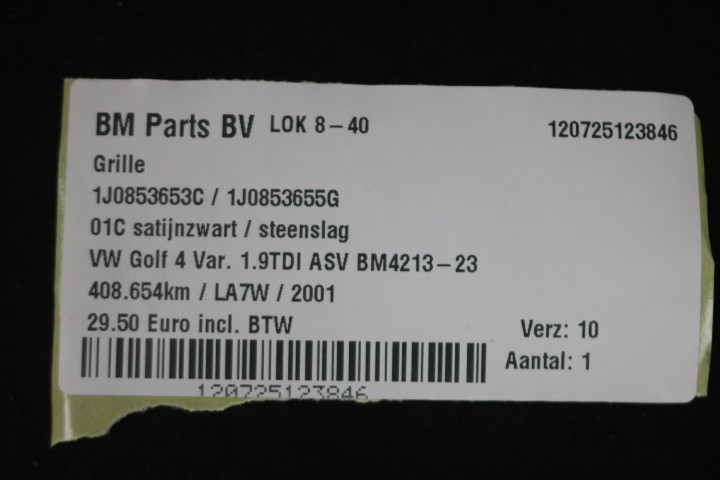 BM Parts BV LOK 8-40 120725123846
Grille
1J0853653C / 1J0853655G
01C satijnzwart / steenslag
VW Golf 4 Var. 1.9TDI ASV BM4213-23
408.654km / LA7W / 2001
29.50 Euro incl. BTW Verz: 10
Aantal: 1
120725123846